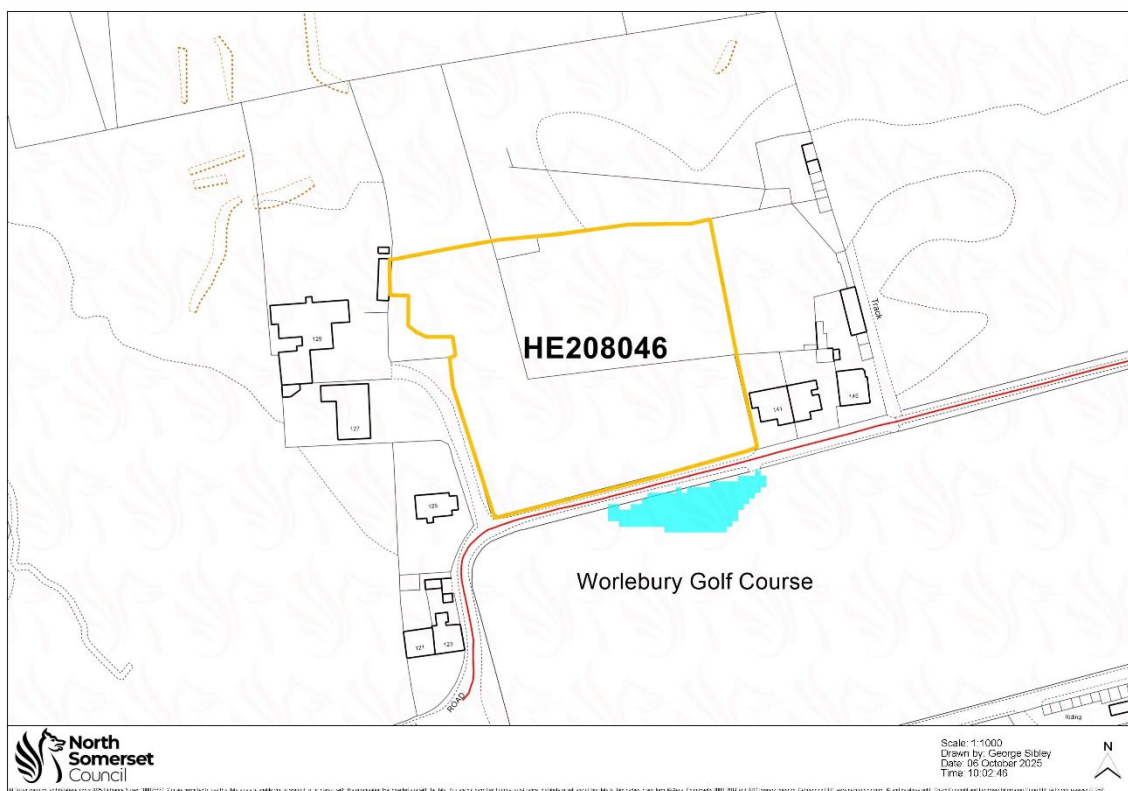 Track
129
HE208046
127
141
145
125
Worlebury Golf Course
121
123
ROAD
Riding
North
Somerset
Council
Scale: 1:1000
Drawn by: George Sibley
Date: 06 October 2025
Time: 10:02:46
N